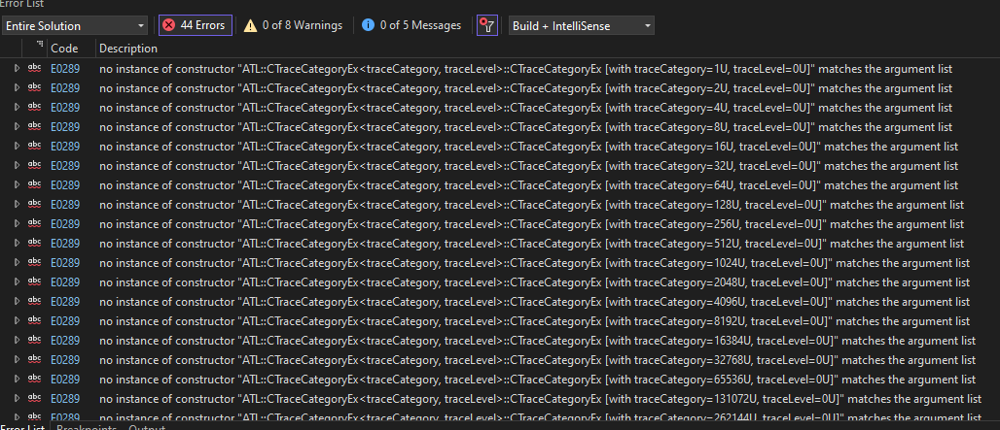 Error List
Entire Solution 44 Errors 0 of 8 Warnings 0 of 5 Messages Build + IntelliSense
Code Description
abc E0289 no instance of constructor "ATL::CTraceCategoryEx<traceCategory, traceLevel>::CTraceCategoryEx [with traceCategory=1U, traceLevel=0U]" matches the argument list
abc E0289 no instance of constructor "ATL::CTraceCategoryEx<traceCategory, traceLevel>::CTraceCategoryEx [with traceCategory=2U, traceLevel=0U]" matches the argument list
abc E0289 no instance of constructor "ATL::CTraceCategoryEx<traceCategory, traceLevel>::CTraceCategoryEx [with traceCategory=4U, traceLevel=0U]" matches the argument list
abc E0289 no instance of constructor "ATL::CTraceCategoryEx<traceCategory, traceLevel>::CTraceCategoryEx [with traceCategory=8U, traceLevel=0U]" matches the argument list
abc E0289 no instance of constructor "ATL::CTraceCategoryEx<traceCategory, traceLevel>::CTraceCategoryEx [with traceCategory=16U, traceLevel=0U]" matches the argument list
abc E0289 no instance of constructor "ATL::CTraceCategoryEx<traceCategory, traceLevel>::CTraceCategoryEx [with traceCategory=32U, traceLevel=0U]" matches the argument list
abc E0289 no instance of constructor "ATL::CTraceCategoryEx<traceCategory, traceLevel>::CTraceCategoryEx [with traceCategory=64U, traceLevel=0U]" matches the argument list
abc E0289 no instance of constructor "ATL::CTraceCategoryEx<traceCategory, traceLevel>::CTraceCategoryEx [with traceCategory=128U, traceLevel=0U]" matches the argument list
abc E0289 no instance of constructor "ATL::CTraceCategoryEx<traceCategory, traceLevel>::CTraceCategoryEx [with traceCategory=256U, traceLevel=0U]" matches the argument list
abc E0289 no instance of constructor "ATL::CTraceCategoryEx<traceCategory, traceLevel>::CTraceCategoryEx [with traceCategory=512U, traceLevel=0U]" matches the argument list
abc E0289 no instance of constructor "ATL::CTraceCategoryEx<traceCategory, traceLevel>::CTraceCategoryEx [with traceCategory=1024U, traceLevel=0U]" matches the argument list
abc E0289 no instance of constructor "ATL::CTraceCategoryEx<traceCategory, traceLevel>::CTraceCategoryEx [with traceCategory=2048U, traceLevel=0U]" matches the argument list
abc E0289 no instance of constructor "ATL::CTraceCategoryEx<traceCategory, traceLevel>::CTraceCategoryEx [with traceCategory=4096U, traceLevel=0U]" matches the argument list
abc E0289 no instance of constructor "ATL::CTraceCategoryEx<traceCategory, traceLevel>::CTraceCategoryEx [with traceCategory=8192U, traceLevel=0U]" matches the argument list
abc E0289 no instance of constructor "ATL::CTraceCategoryEx<traceCategory, traceLevel>::CTraceCategoryEx [with traceCategory=16384U, traceLevel=0U]" matches the argument list
abc E0289 no instance of constructor "ATL::CTraceCategoryEx<traceCategory, traceLevel>::CTraceCategoryEx [with traceCategory=32768U, traceLevel=0U]" matches the argument list
abc E0289 no instance of constructor "ATL::CTraceCategoryEx<traceCategory, traceLevel>::CTraceCategoryEx [with traceCategory=65536U, traceLevel=0U]" matches the argument list
abc E0289 no instance of constructor "ATL::CTraceCategoryEx<traceCategory, traceLevel>::CTraceCategoryEx [with traceCategory=131072U, traceLevel=0U]" matches the argument list
abc E0289 no instance of constructor "ATL::CTraceCategoryEx<traceCategory, traceLevel>::CTraceCategoryEx [with traceCategory=262144U, traceLevel=0U]" matches the argument list
Error List Breakpoints Output